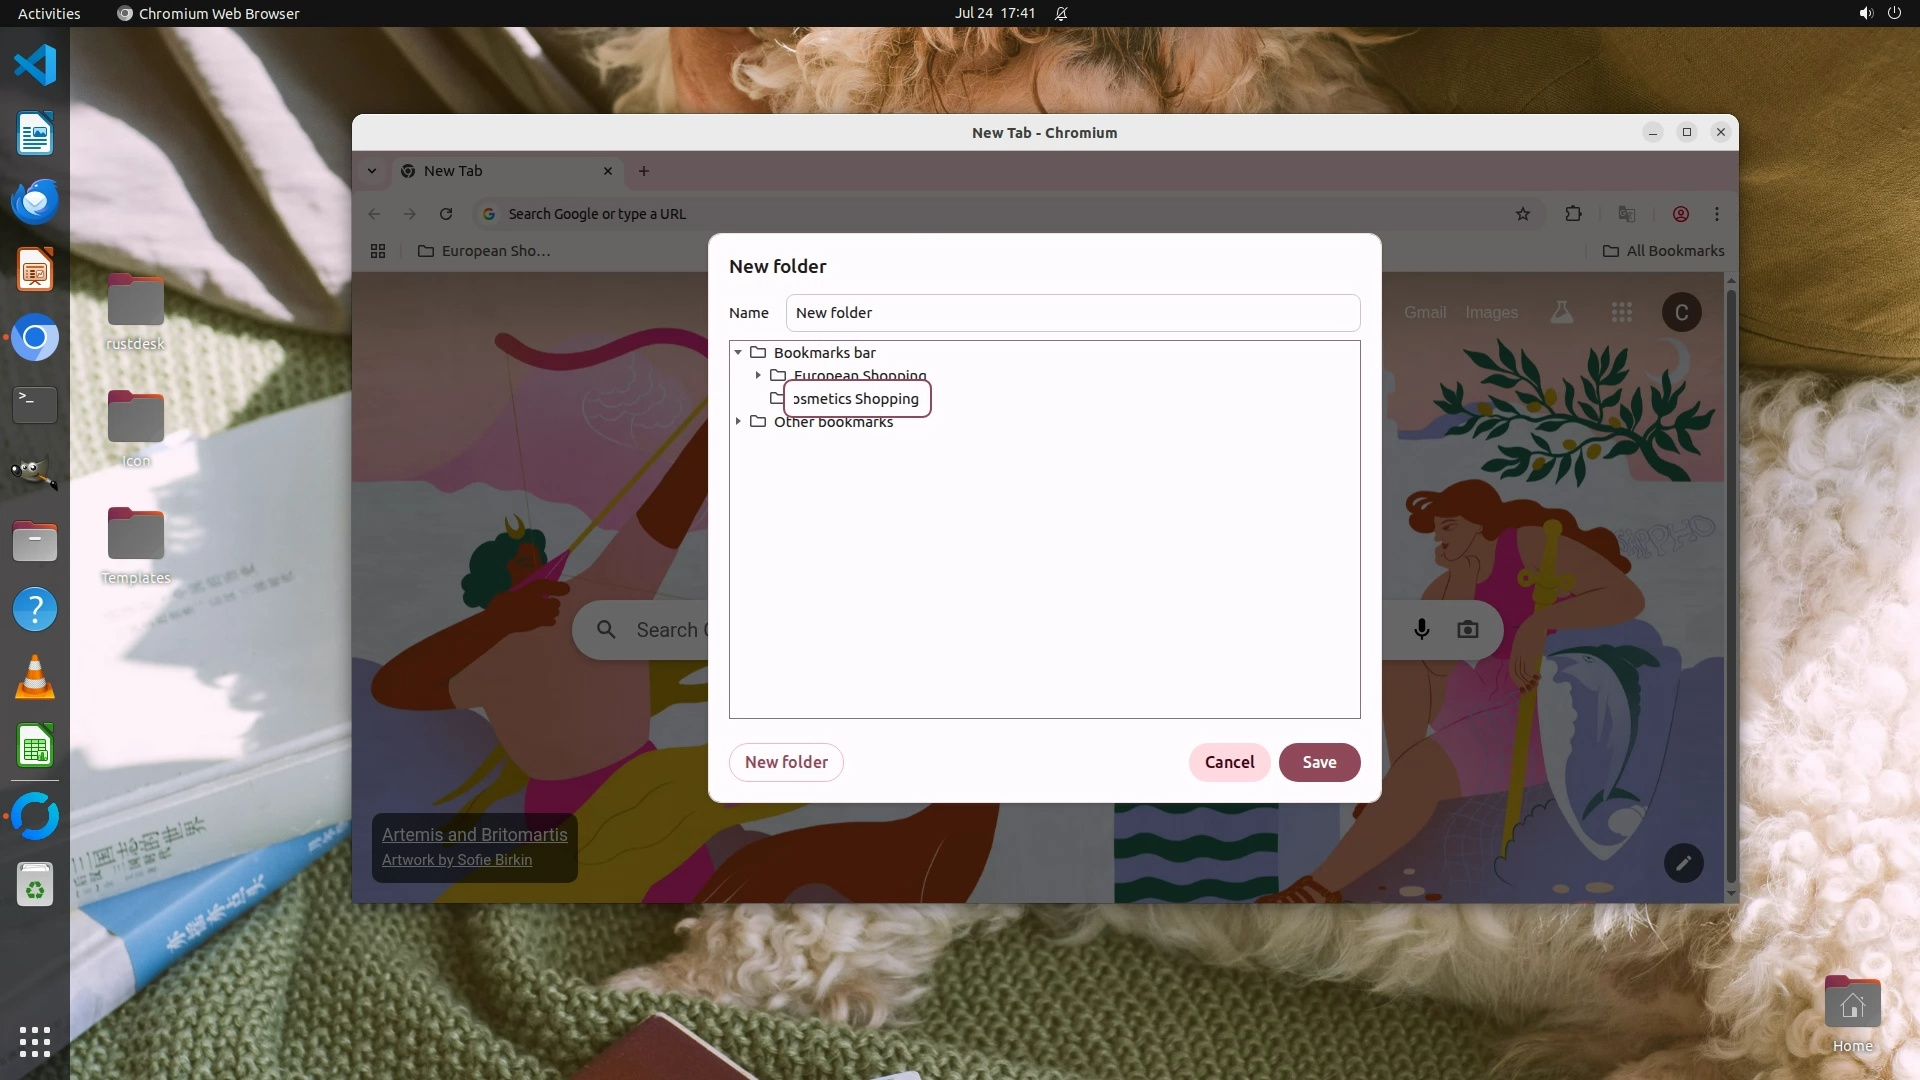 Activities
Chromium Web Browser
Jul 24 17:41
New Tab - Chromium
New Tab
Search Google or type a URL
European Sho...
All Bookmarks
Gmail
Images
C
New folder
Name
New folder
Bookmarks bar
European Shopping
osmetics Shopping
Other bookmarks
Search
New folder
Cancel
Save
Artemis and Britomartis
Artwork by Sofie Birkin
rustdesk
Icon
Templates
Home